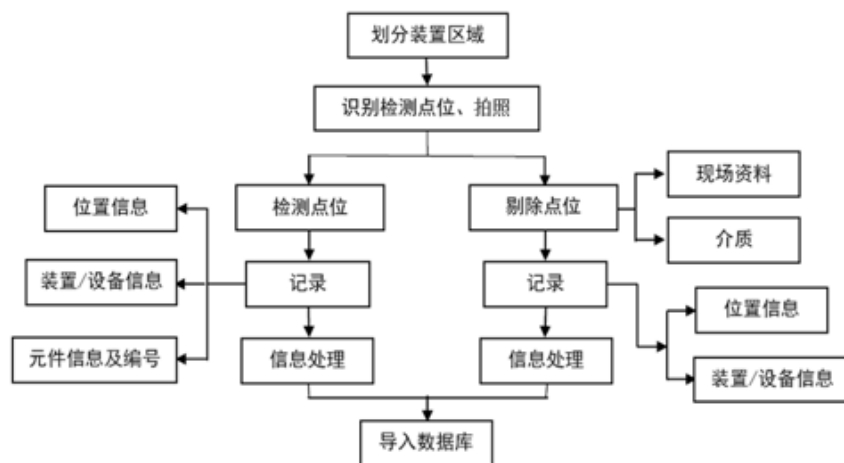 划分装置区域
识别检测点位、拍照
检测点位
剔除点位
现场资料
介质
位置信息
装置/设备信息
元件信息及编号
记录
记录
位置信息
装置/设备信息
信息处理
信息处理
导入数据库